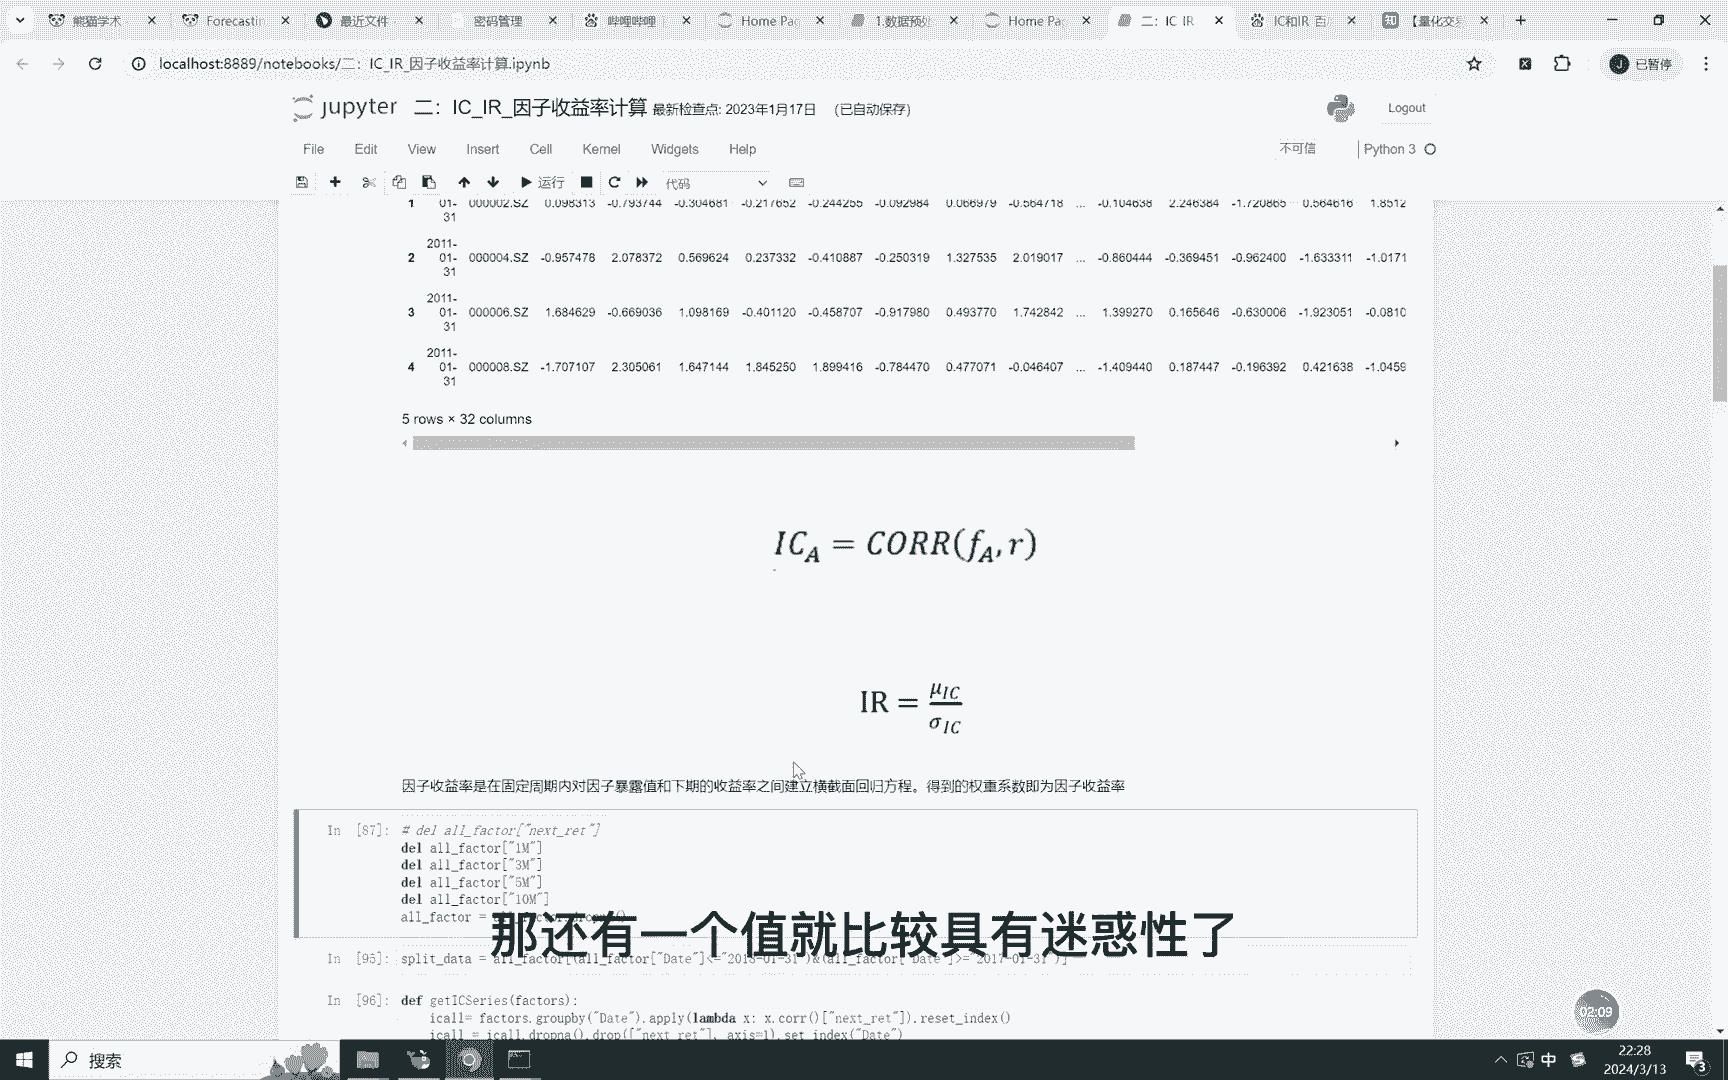 熊猫学术
Forecastin
最近文件
密码管理
哔哩哔哩
Home Pag
1.数据预处
Home Pag
二：IC_IR_
IC和IR_百
【量化交易
localhost:8889/notebooks/二：IC_IR_因子收益率计算.ipynb
已暂停
jupyter 二：IC_IR_因子收益率计算 最新检查点: 2023年1月17日 (已自动保存)
Logout
File Edit View Insert Cell Kernel Widgets Help
不可信 Python 3
运行 代码
1 01-31 000002.SZ 0.098313 -0.793744 -0.304681 -0.217652 -0.244255 -0.092984 0.066979 -0.564718 ... -0.104638 2.246384 -1.720865 0.564616 1.8512
2 2011-01-31 000004.SZ -0.957478 2.078372 0.569624 0.237332 -0.410887 -0.250319 1.327535 2.019017 ... -0.860444 -0.369451 -0.962400 -1.633311 -1.0171
3 2011-01-31 000006.SZ 1.684629 -0.669036 1.098169 -0.401120 -0.458707 -0.917980 0.493770 1.742842 ... 1.399270 0.165646 -0.630006 -1.923051 -0.0810
4 2011-01-31 000008.SZ -1.707107 2.305061 1.647144 1.845250 1.899416 -0.784470 0.477071 -0.046407 ... -1.409440 0.187447 -0.196392 0.421638 -1.0459
5 rows × 32 columns
IC_A = CORR(f_A, r)
IR = μ_IC / σ_IC
因子收益率是在固定周期内对因子暴露值和下期的收益率之间建立横截面回归方程。得到的权重系数即为因子收益率
In [87]: # del all_factor["next_ret"]
del all_factor["1M"]
del all_factor["3M"]
del all_factor["5M"]
del all_factor["10M"]
all_factor =
那还有一个值就比较具有迷惑性了
In [95]: split_data = all_factor[(all_factor["Date"]<="2018-01-31")&(all_factor["Date"]>="2017-01-31")]
In [96]: def getICSeries(factors):
icall= factors.groupby("Date").apply(lambda x: x.corr()["next_ret"]).reset_index()
icall = icall.dropna().drop(["next_ret"], axis=1).set_index("Date")
02:09
搜索
中
22:28
2024/3/13
3